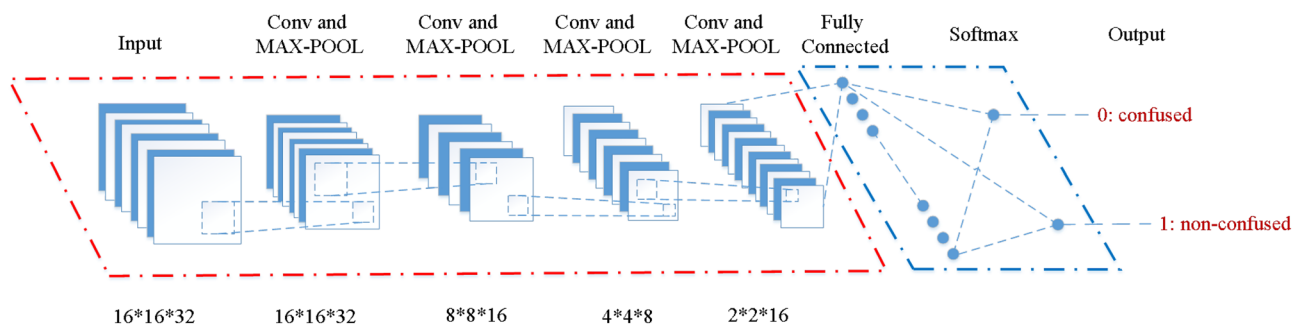 Input
Conv and
MAX-POOL
Conv and
MAX-POOL
Conv and
MAX-POOL
Conv and
MAX-POOL
Fully
Connected
Softmax
Output
0: confused
1: non-confused
16*16*32
16*16*32
8*8*16
4*4*8
2*2*16